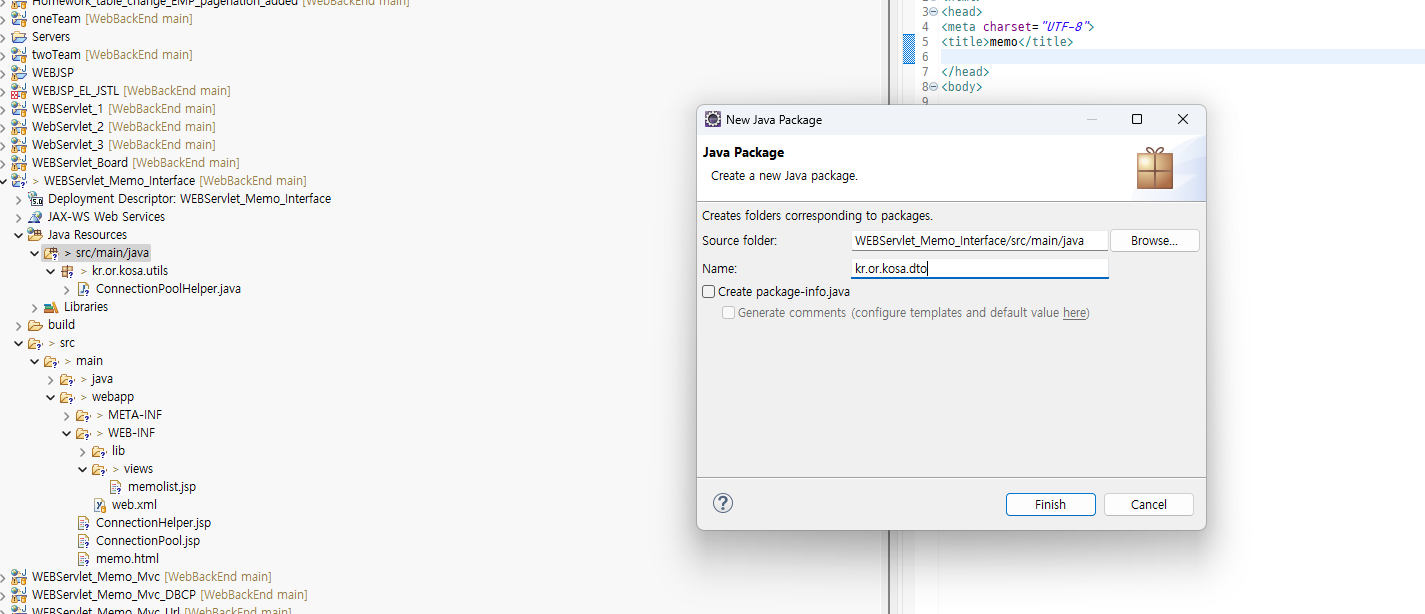 Homework_table_change_EMP_pagenation_added [WebBackEnd main]
oneTeam [WebBackEnd main]
Servers
twoTeam [WebBackEnd main]
WEBJSP
WEBJSP_EL_JSTL [WebBackEnd main]
WEBServlet_1 [WebBackEnd main]
WebServlet_2 [WebBackEnd main]
WebServlet_3 [WebBackEnd main]
WEBServlet_Board [WebBackEnd main]
> WEBServlet_Memo_Interface [WebBackEnd main]
Deployment Descriptor: WEBServlet_Memo_Interface
JAX-WS Web Services
Java Resources
> src/main/java
> kr.or.kosa.utils
ConnectionPoolHelper.java
Libraries
build
> src
> main
> java
> webapp
> META-INF
> WEB-INF
lib
> views
memolist.jsp
web.xml
ConnectionHelper.jsp
ConnectionPool.jsp
memo.html
WEBServlet_Memo_Mvc [WebBackEnd main]
WEBServlet_Memo_Mvc_DBCP [WebBackEnd main]
WEBServlet_Memo_Mvc_Url [WebBackEnd main]
3 <head>
4 <meta charset="UTF-8">
5 <title>memo</title>
6
7 </head>
8 <body>
9
New Java Package
Java Package
Create a new Java package.
Creates folders corresponding to packages.
Source folder: WEBServlet_Memo_Interface/src/main/java Browse...
Name: kr.or.kosa.dto
Create package-info.java
Generate comments (configure templates and default value here)
? Finish Cancel